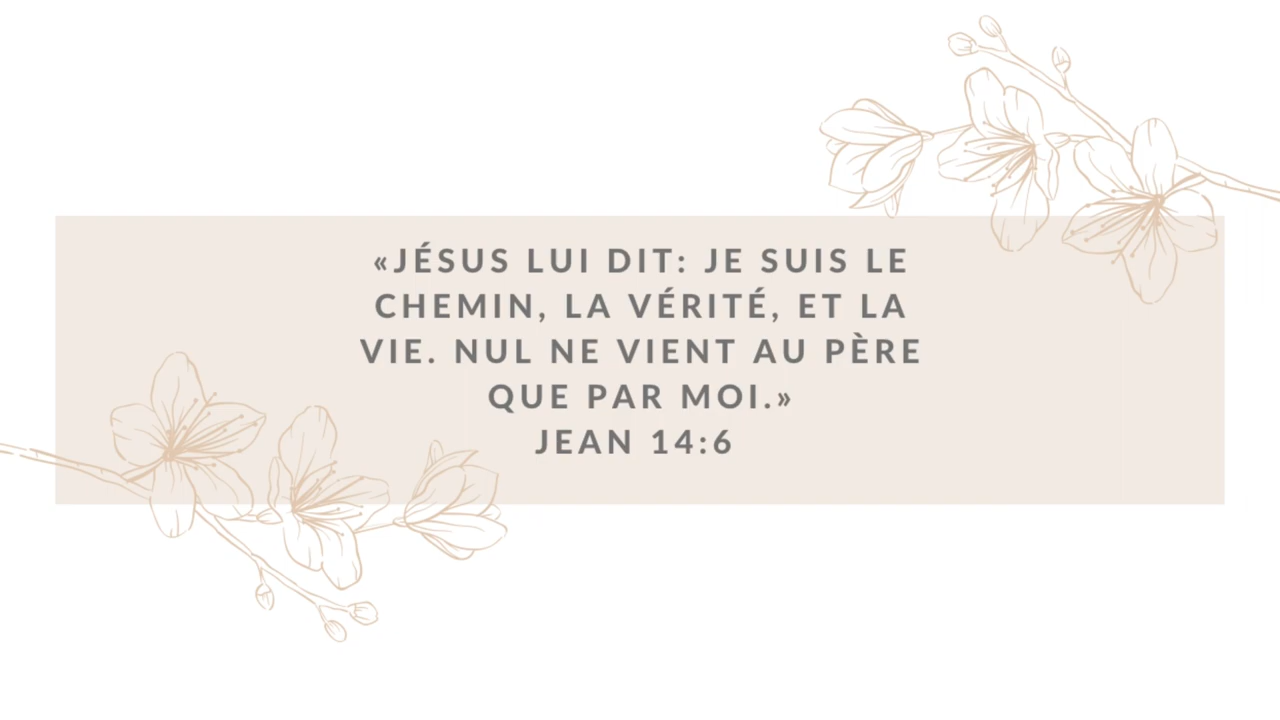 «JÉSUS LUI DIT: JE SUIS LE
CHEMIN, LA VÉRITÉ, ET LA
VIE. NUL NE VIENT AU PÈRE
QUE PAR MOI.»
JEAN 14:6